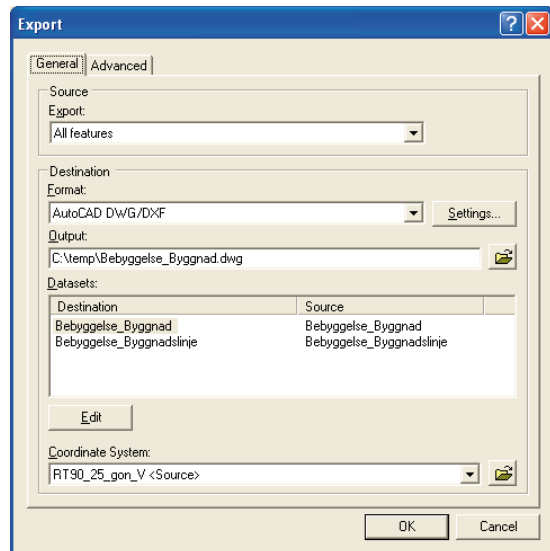 Export
General Advanced
Source
Export:
All features
Destination
Format:
AutoCAD DWG/DXF Settings...
Output:
C:\temp\Bebyggelse_Byggnad.dwg
Datasets:
Destination Source
Bebyggelse_Byggnad Bebyggelse_Byggnad
Bebyggelse_Byggnadslinje Bebyggelse_Byggnadslinje
Edit
Coordinate System:
RT90_25_gon_V <Source>
OK Cancel